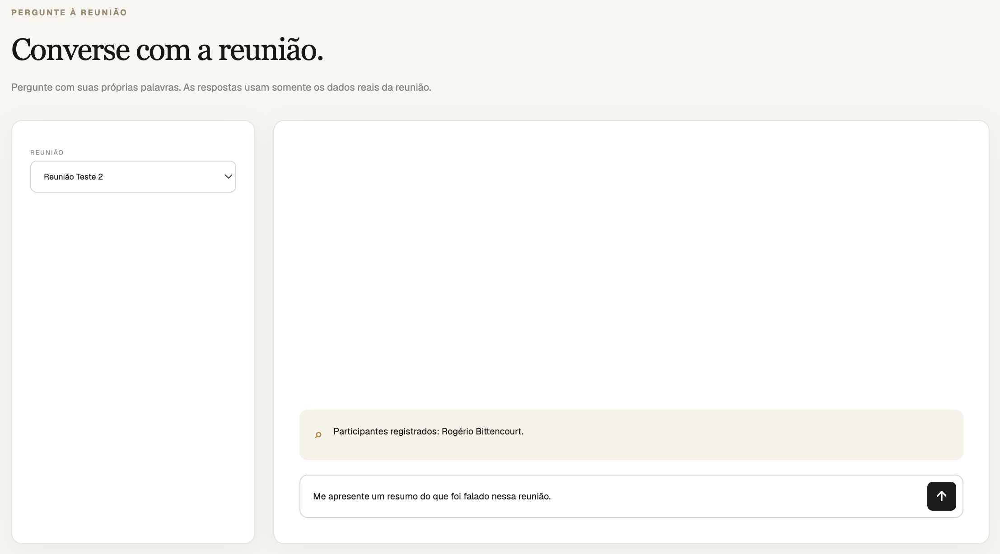 PERGUNTE À REUNIÃO
Converse com a reunião.
Pergunte com suas próprias palavras. As respostas usam somente os dados reais da reunião.
REUNIÃO
Reunião Teste 2
Participantes registrados: Rogério Bittencourt.
Me apresente um resumo do que foi falado nessa reunião.